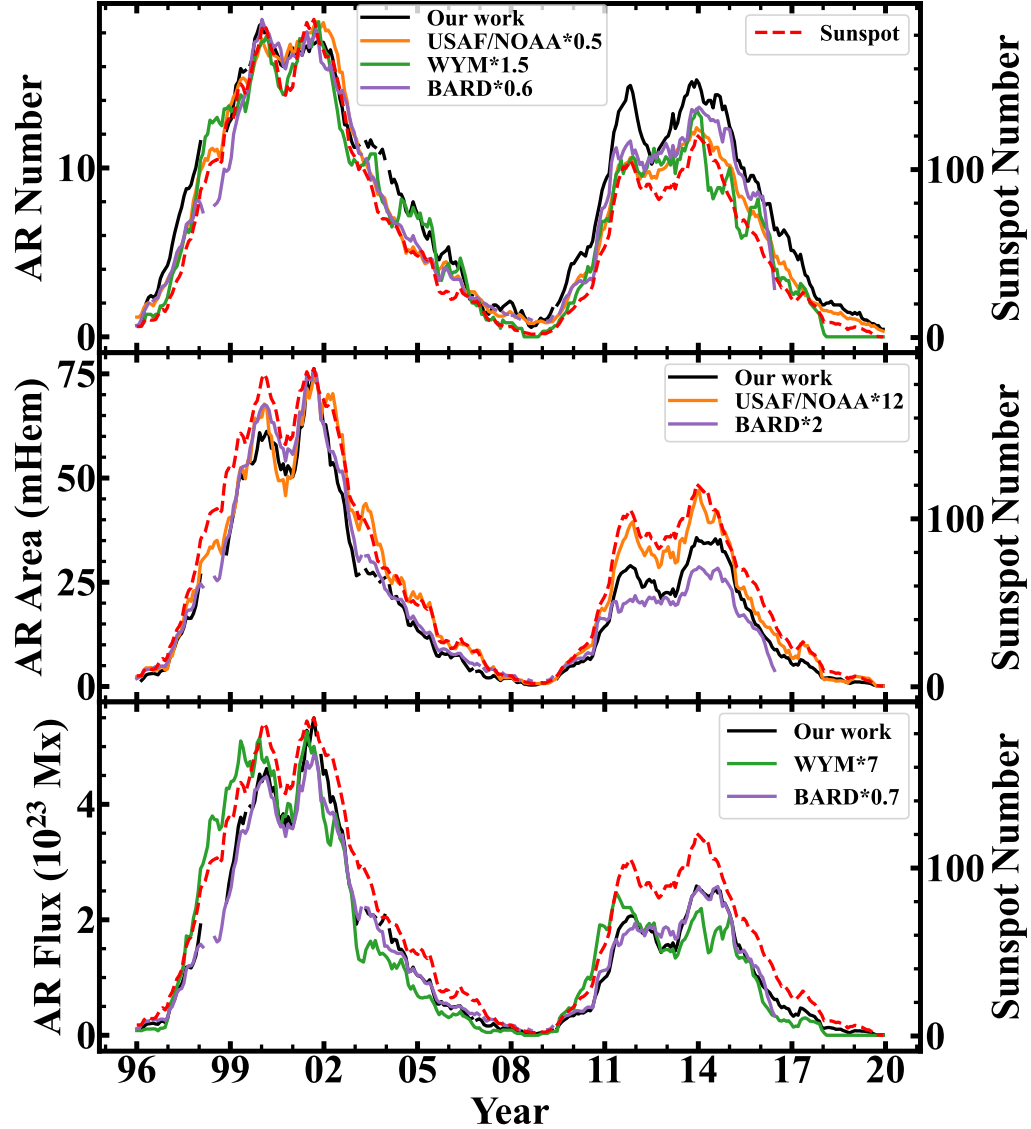 Our work
USAF/NOAA*0.5
WYM*1.5
BARD*0.6
Sunspot
AR Number
10
0
100
0
Sunspot Number
Our work
USAF/NOAA*12
BARD*2
AR Area (mHem)
75
50
25
0
100
0
Sunspot Number
Our work
WYM*7
BARD*0.7
AR Flux (10²³ Mx)
4
2
0
100
0
Sunspot Number
96 99 02 05 08 11 14 17 20
Year